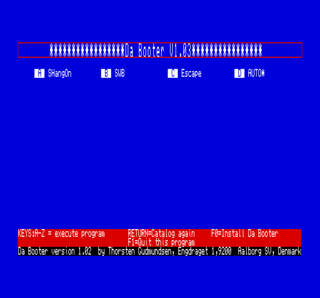 *****************Da Booter V1.03****************
A SHangOn B SVB C Escape D AUTO*
KEYS:A-Z = execute program RETURN=Catalog again F0=Install Da Booter
F1=Quit this program
Da Booter version 1.02 by Thorsten Gudmundsen, Engdraget 1,9200 Aalborg SV, Denmark